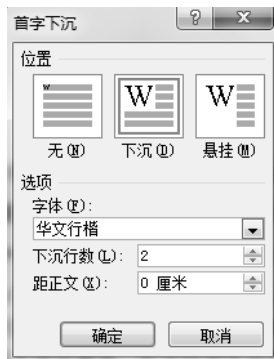 首字下沉
位置
W W W
无(N) 下沉(D) 悬挂(M)
选项
字体(F):
华文行楷
下沉行数(L): 2
距正文(X): 0 厘米
确定 取消